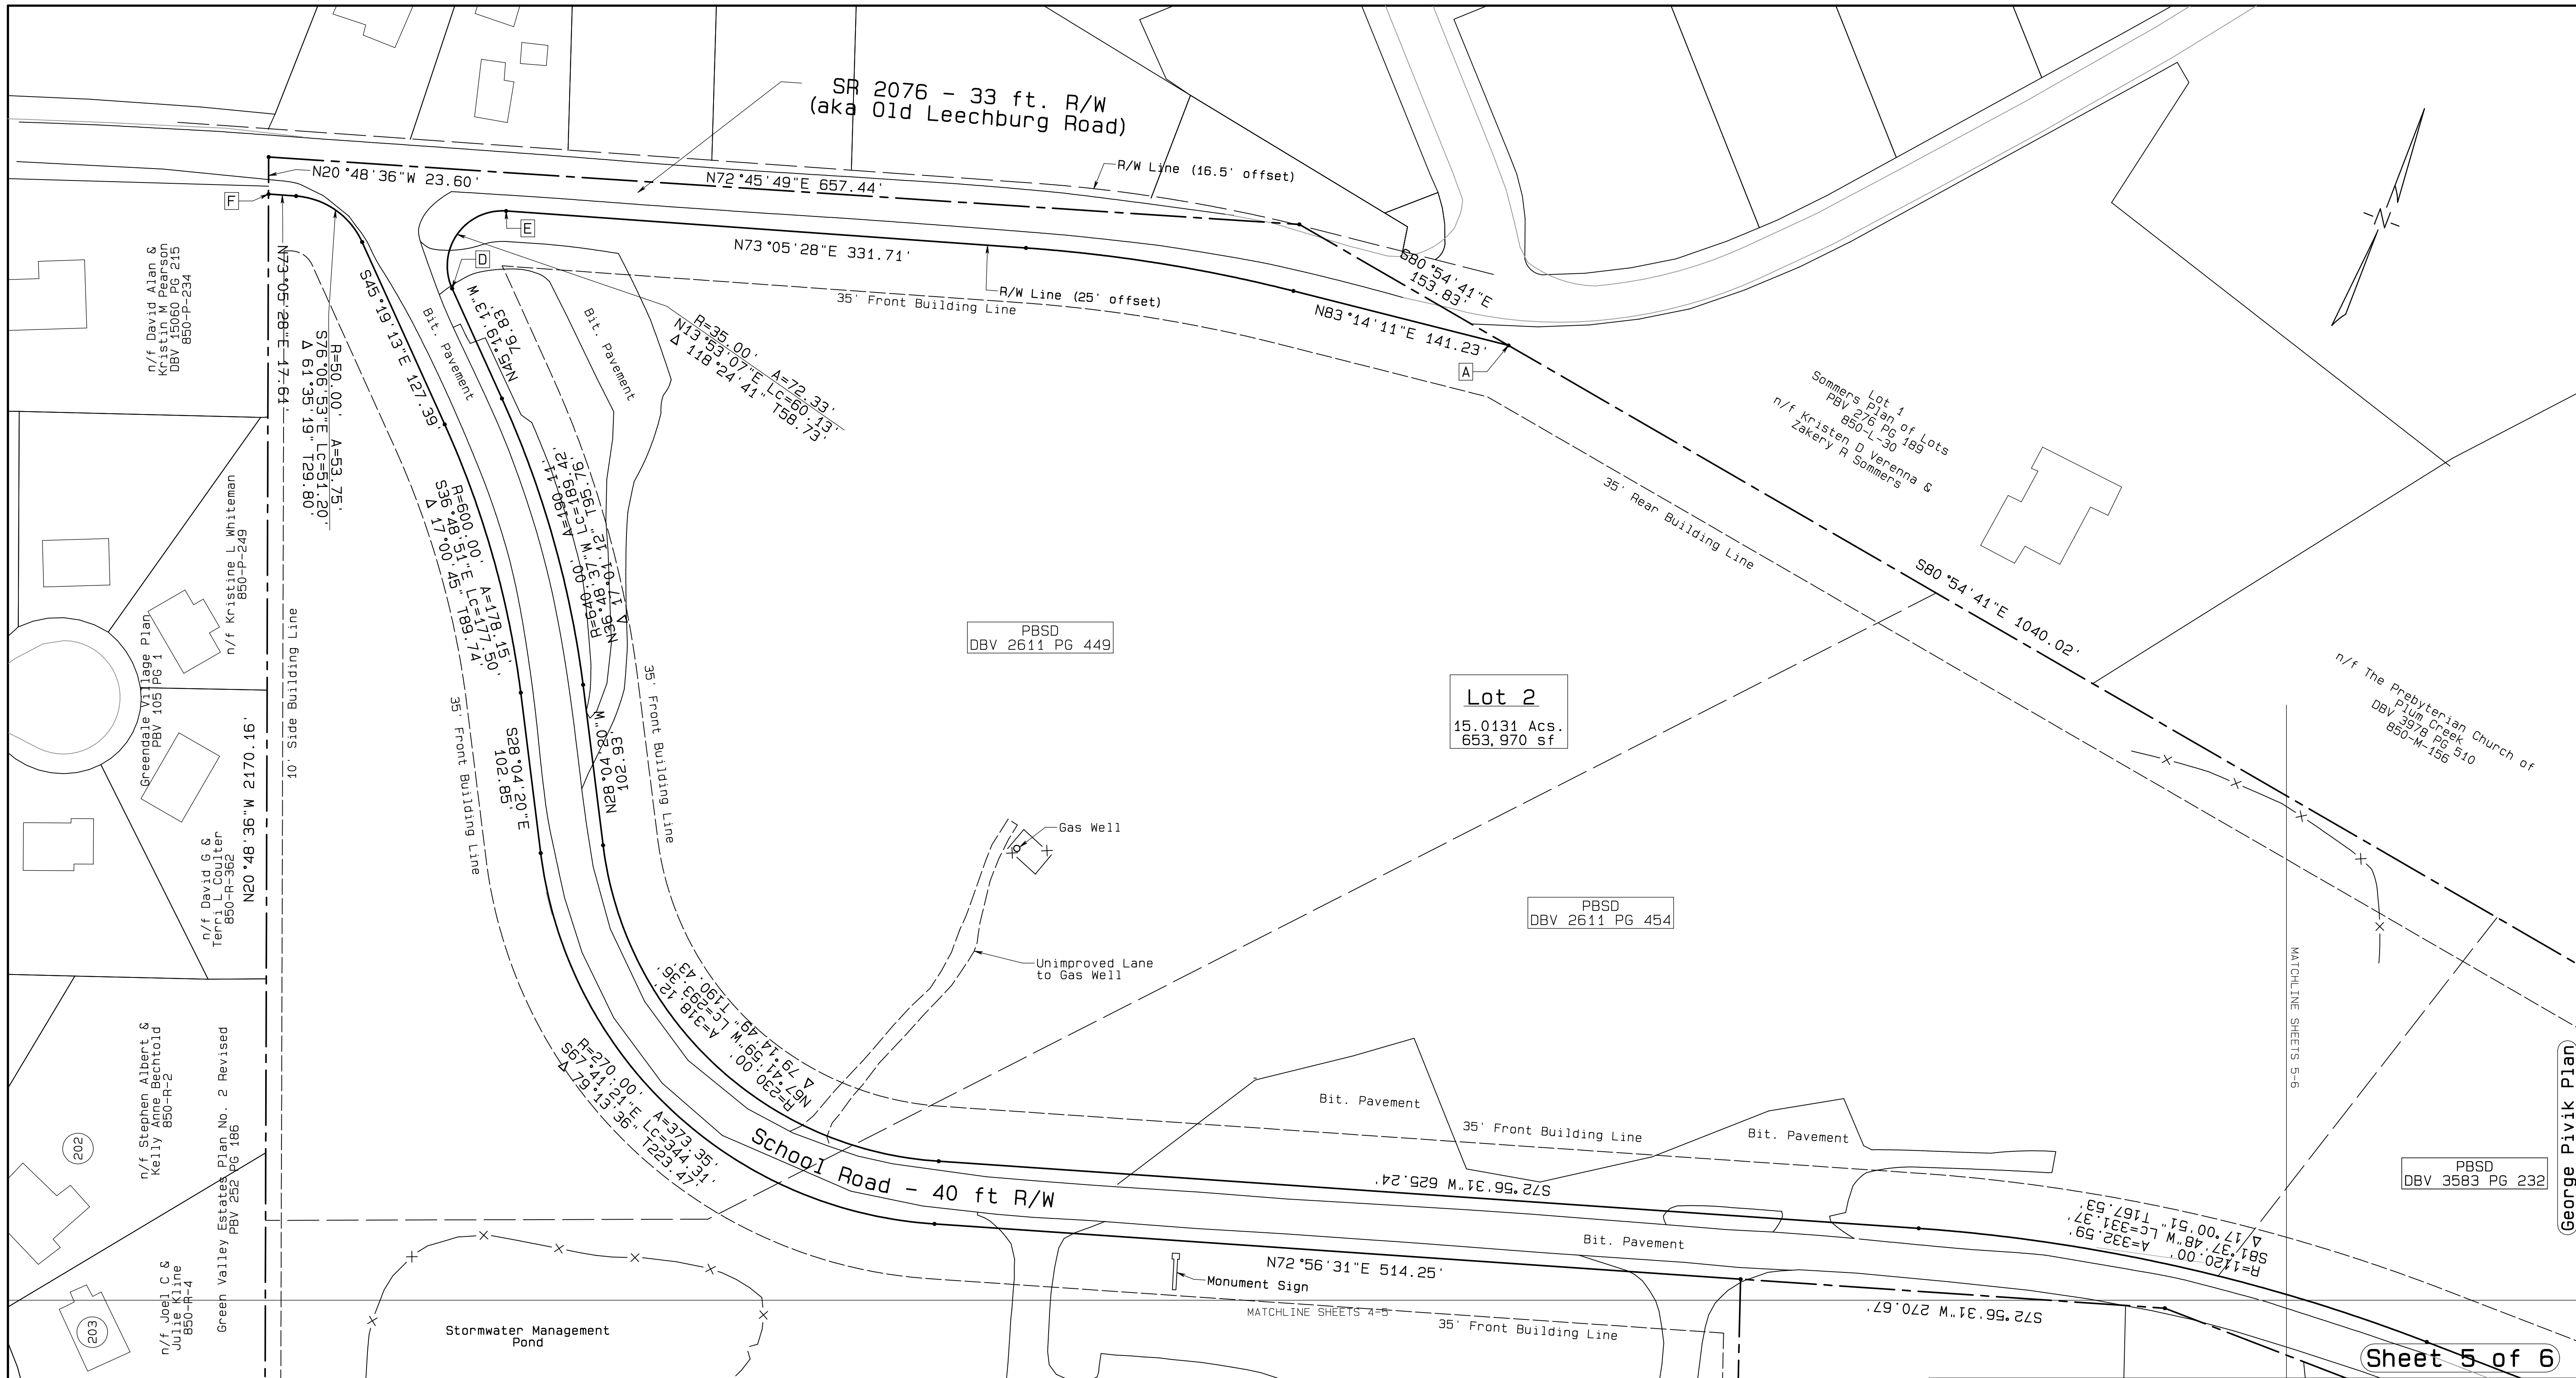 SR 2076 - 33 ft. R/W
(aka Old Leechburg Road)
R/W Line (16.5' offset)
N20°48'36"W 23.60'
N72°45'49"E 657.44'
F
E
D
A
N73°05'28"E 331.71'
R/W Line (25' offset)
35' Front Building Line
S80°54'41"E
153.83'
N83°14'11"E 141.23'
-N-
n/f David Alan &
Kristin M Pearson
DBV 15060 PG 215
850-P-234
N73°05'28"E 17.61'
R=50.00' A=53.75'
S76°06'53"E Lc=51.20'
Δ 61°35'19" T29.80'
S45°19'13"E 127.39'
Bit. Pavement
N45°19'13"W
76.83'
Bit. Pavement
R=35.00' A=72.33'
N13°53'07"E Lc=60.13'
Δ 118°24'41" T58.73'
Lot 1
Sommers Plan of Lots
PBV 276 PG 189
850-L-30
n/f Kristen D Verenna &
Zakery R Sommers
35' Rear Building Line
S80°54'41"E 1040.02'
n/f Kristine L Whiteman
850-P-249
R=600.00' A=178.15'
S36°48'51"E Lc=177.50'
Δ 17°00'45" T89.74'
R=640.00' A=190.11'
N36°48'37"W Lc=189.42'
Δ 17°01'12" T95.76'
Greendale Village Plan
PBV 105 PG 1
10' Side Building Line
PBSD
DBV 2611 PG 449
Lot 2
15.0131 Acs.
653,970 sf
n/f The Prebyterian Church of
Plum Creek
DBV 3978 PG 510
850-M-156
N20°48'36"W 2170.16'
35' Front Building Line
S28°04'20"E
102.85'
N28°04'20"W
102.93'
35' Front Building Line
n/f David G &
Terri L Coulter
850-R-362
Gas Well
Unimproved Lane
to Gas Well
PBSD
DBV 2611 PG 454
MATCHLINE SHEETS 5-6
n/f Stephen Albert &
Kelly Anne Bechtold
850-R-2
Green Valley Estates Plan No. 2 Revised
PBV 252 PG 186
202
203
n/f Joel C &
Julie Kline
850-R-4
R=230.00' A=318.12'
N67°41'59"W Lc=293.36'
Δ 79°14'49" T190.43'
R=270.00' A=373.35'
S67°41'21"E Lc=344.31'
Δ 79°13'36" T223.47'
School Road - 40 ft R/W
Bit. Pavement
35' Front Building Line
Bit. Pavement
S72°56'31"W 625.24'
Bit. Pavement
R=1120.00' A=332.59'
S81°37'48"W Lc=331.37'
Δ 17°00'51" T167.53'
PBSD
DBV 3583 PG 232
George Pivik Plan
N72°56'31"E 514.25'
Monument Sign
MATCHLINE SHEETS 4-5
35' Front Building Line
S72°56'31"W 270.67'
Stormwater Management
Pond
Sheet 5 of 6